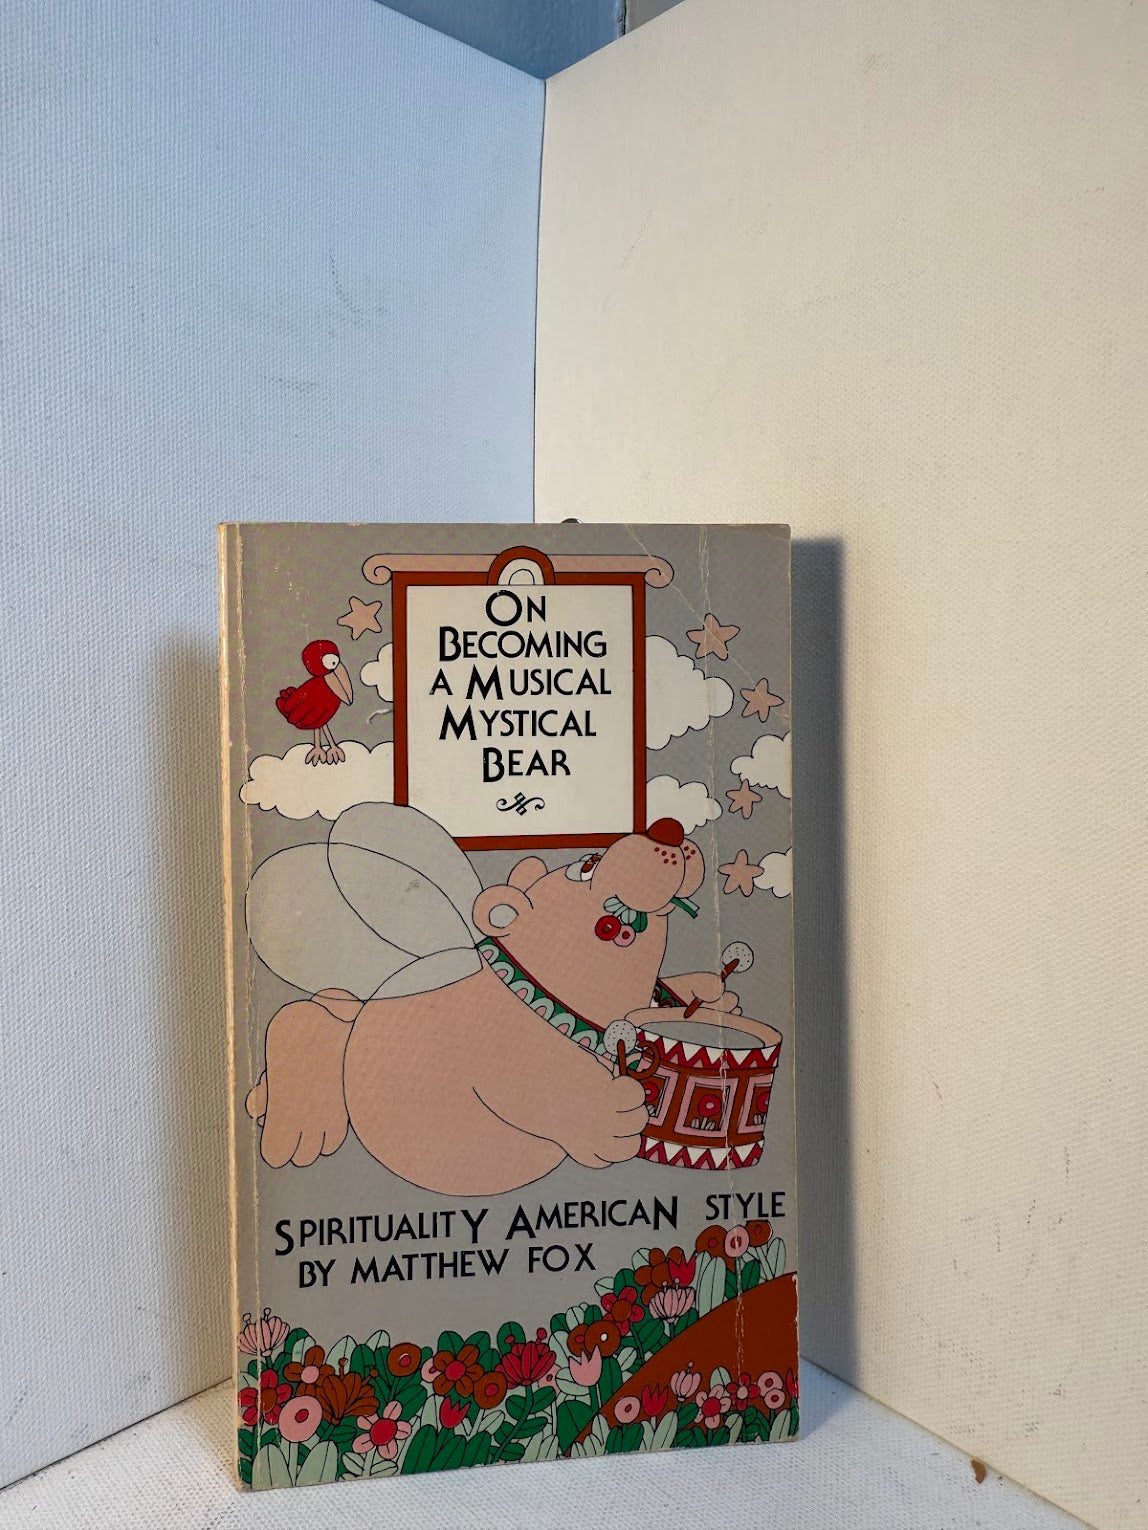 On
Becoming
A Musical
Mystical
Bear
Spirituality American Style
By Matthew Fox